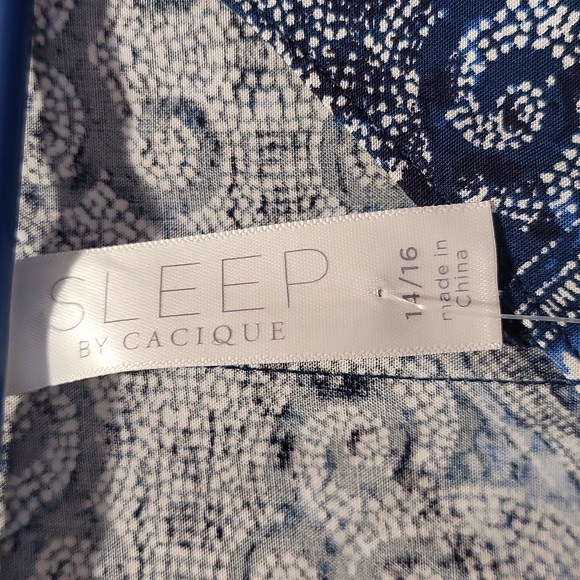 SLEEP
BY CACIQUE
14/16
made in
China